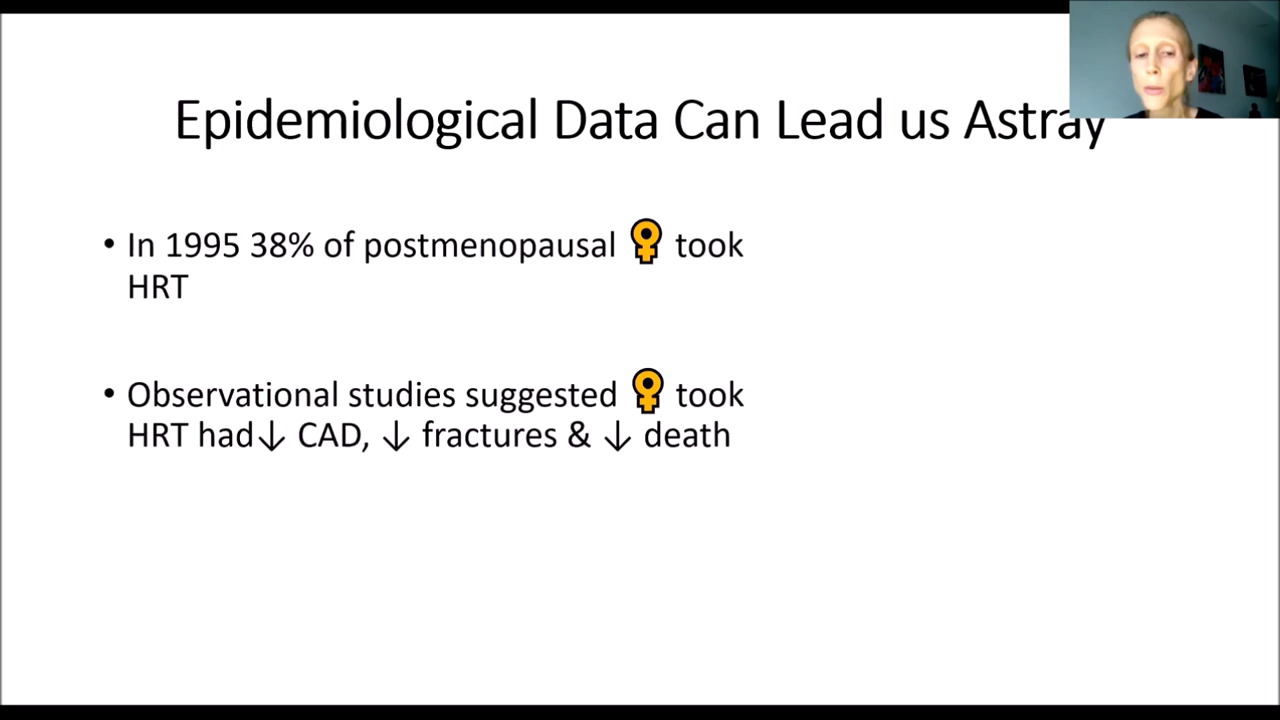 Epidemiological Data Can Lead us Astray
• In 1995 38% of postmenopausal ♀ took
HRT
• Observational studies suggested ♀ took
HRT had↓ CAD, ↓ fractures & ↓ death